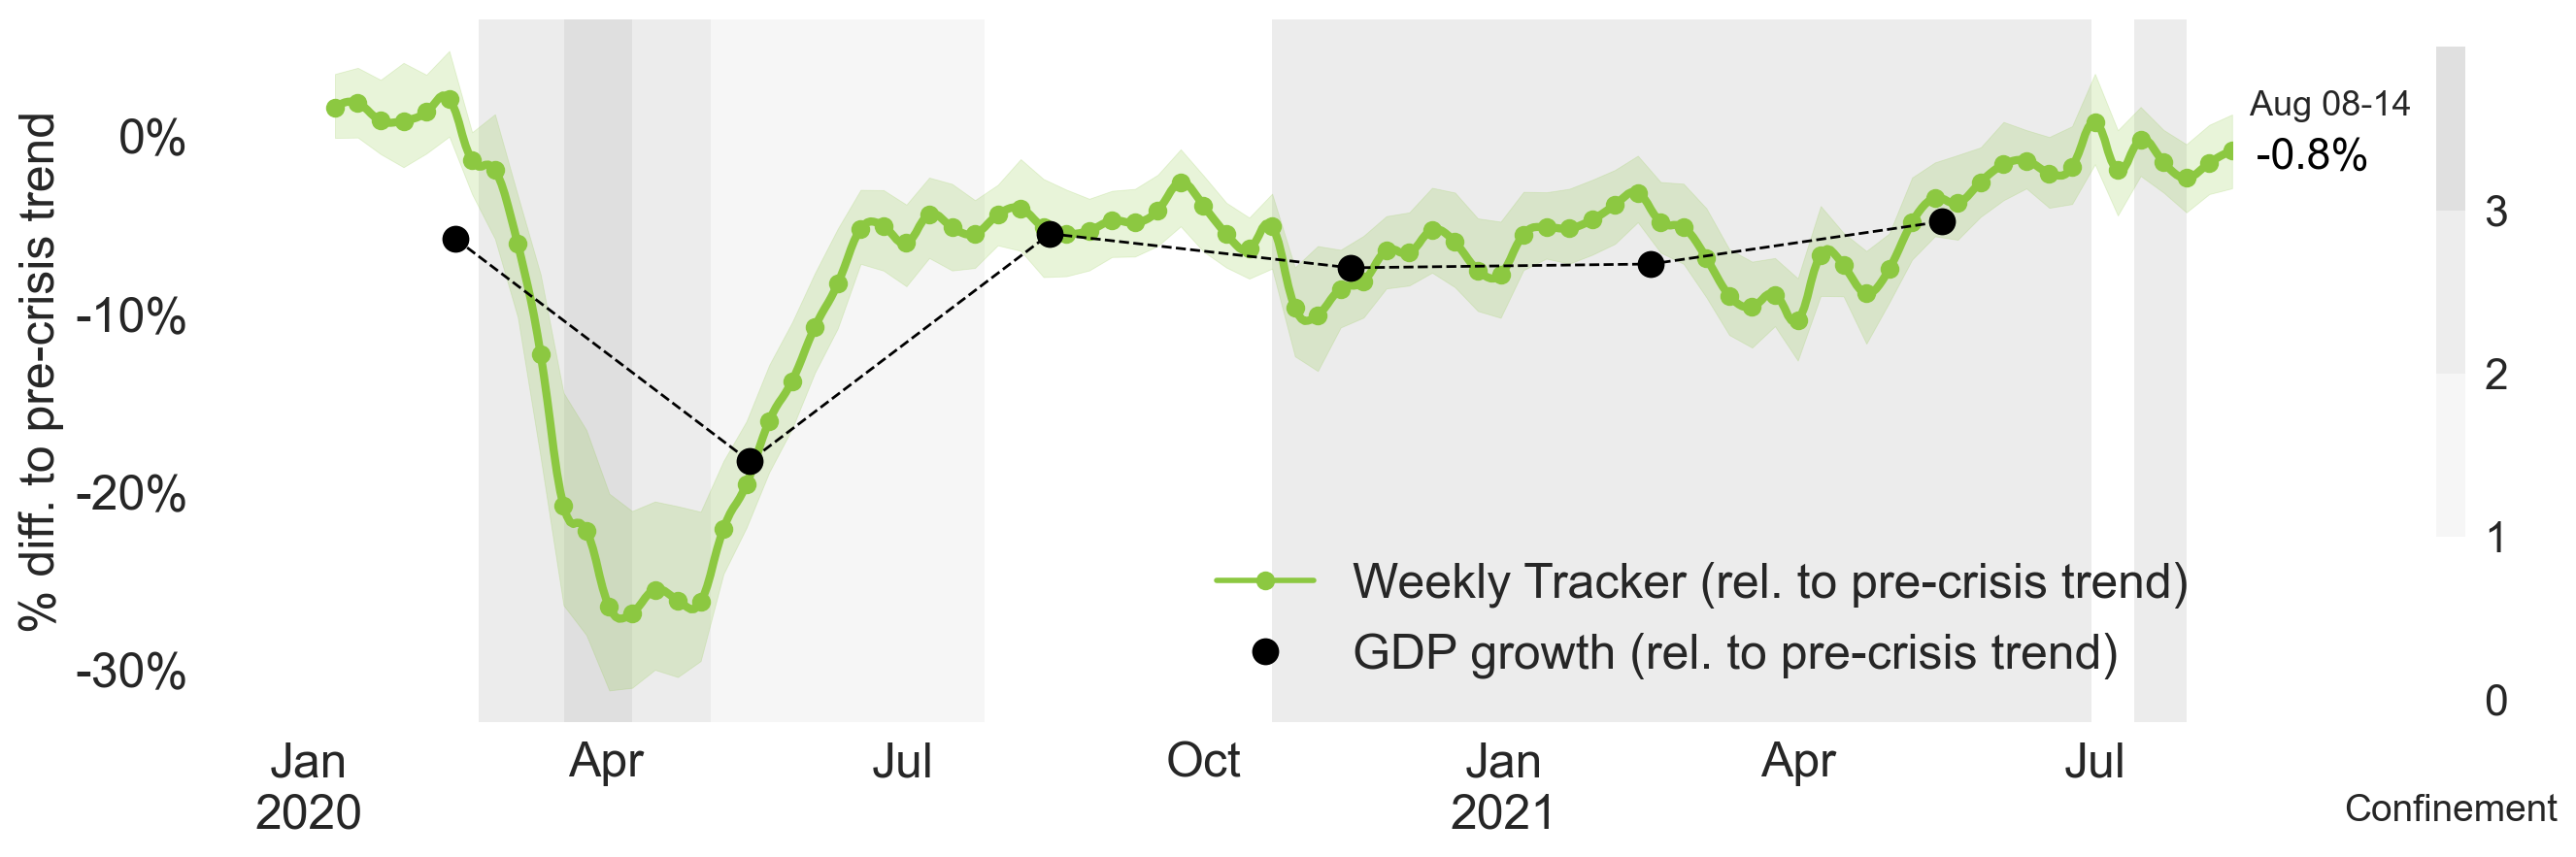 % diff. to pre-crisis trend
0%
-10%
-20%
-30%
Aug 08-14
-0.8%
3
2
1
0
Weekly Tracker (rel. to pre-crisis trend)
GDP growth (rel. to pre-crisis trend)
Jan Apr Jul Oct Jan Apr Jul
2020 2021
Confinement